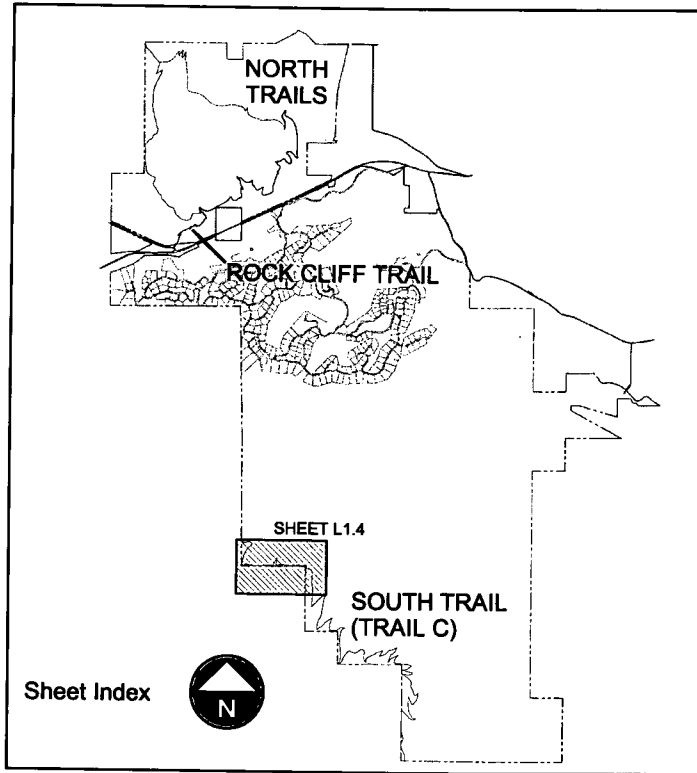 NORTH
TRAILS
ROCK CLIFF TRAIL
SHEET L1.4
SOUTH TRAIL
(TRAIL C)
Sheet Index
N